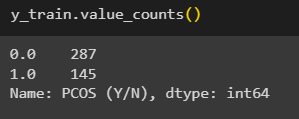 y_train.value_counts()
0.0    287
1.0    145
Name: PCOS (Y/N), dtype: int64